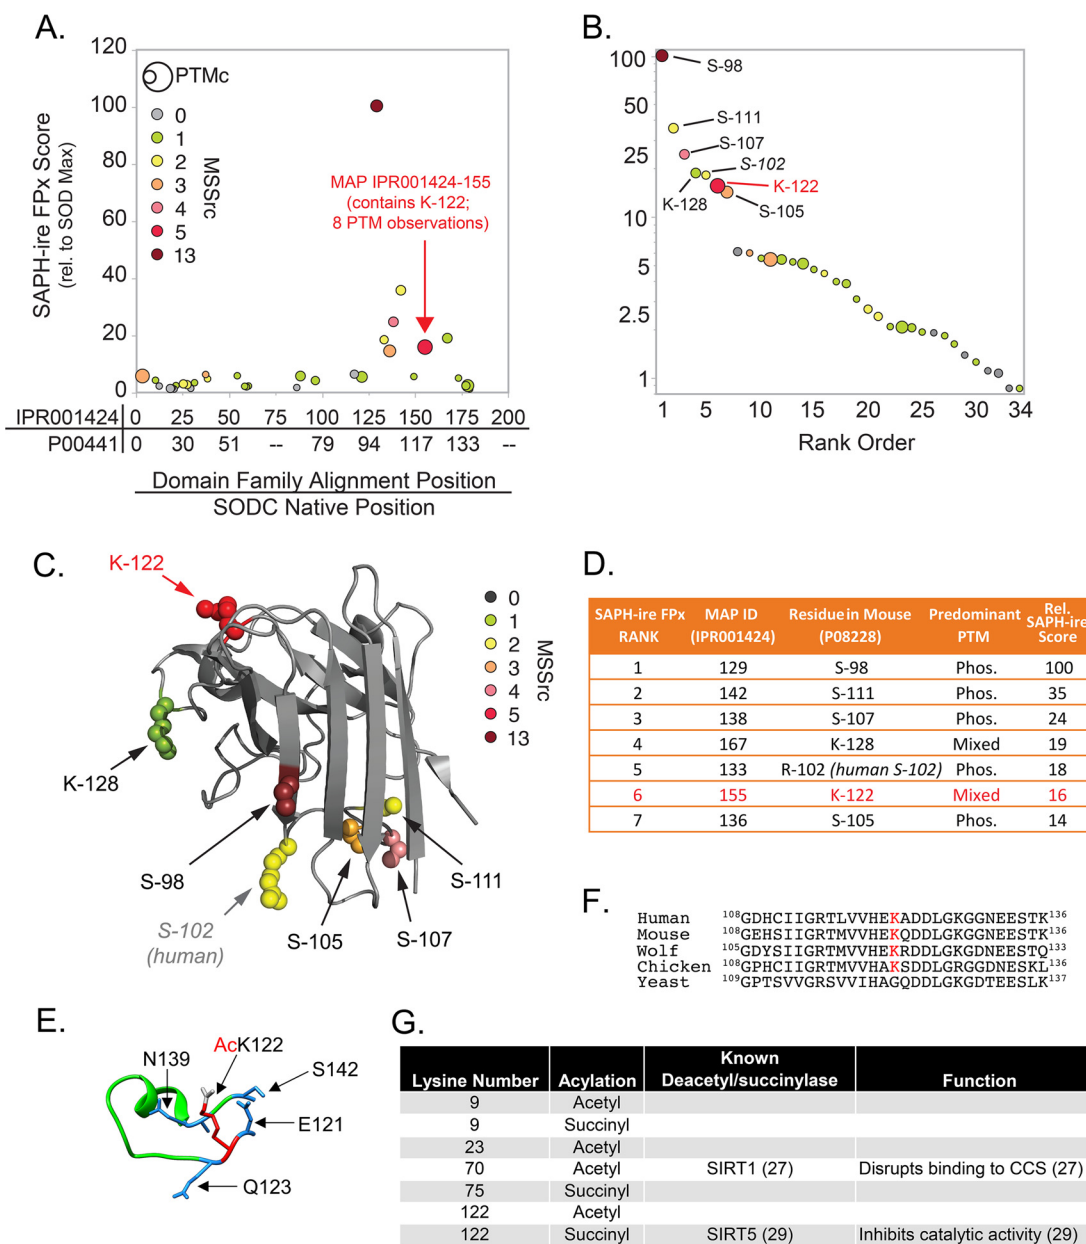 A.
120
100
80
60
40
20
0
SAPH-ire FPx Score
(rel. to SOD Max)
PTMc
0
1
2
3
4
5
13
MSSrc
MAP IPR001424-155
(contains K-122;
8 PTM observations)
IPR001424 0 25 50 75 100 125 150 175 200
P00441 0 30 51 -- 79 94 117 133 --
Domain Family Alignment Position
SODC Native Position
B.
100
50
25
10
5
2.5
1
S-98
S-111
S-107
S-102
K-122
K-128
S-105
1 5 10 15 20 25 30 34
Rank Order
C.
K-122
K-128
S-98
S-102
(human)
S-105
S-107
S-111
0
1
2
3
4
5
13
MSSrc
D.
SAPH-ire FPx RANK MAP ID (IPR001424) Residue in Mouse (P08228) Predominant PTM Rel. SAPH-ire Score
1 129 S-98 Phos. 100
2 142 S-111 Phos. 35
3 138 S-107 Phos. 24
4 167 K-128 Mixed 19
5 133 R-102 (human S-102) Phos. 18
6 155 K-122 Mixed 16
7 136 S-105 Phos. 14
E.
N139
AcK122
S142
E121
Q123
F.
Human 108GDHCIIGRTLVVHEKADDLGKGGNEESTK136
Mouse 108GEHSIIGRTMVVHEKQDDLGKGGNEESTK136
Wolf 105GDYSIIGRTMVVHEKRDDLGKGDNEESTQ133
Chicken 108GPHCIIGRTMVVHAKSDDLGRGGDNESKL136
Yeast 109GPTSVVGRSVVIHAGQDDLGKGDTEESLK137
G.
Lysine Number Acylation Known Deacetyl/succinylase Function
9 Acetyl
9 Succinyl
23 Acetyl
70 Acetyl SIRT1 (27) Disrupts binding to CCS (27)
75 Succinyl
122 Acetyl
122 Succinyl SIRT5 (29) Inhibits catalytic activity (29)